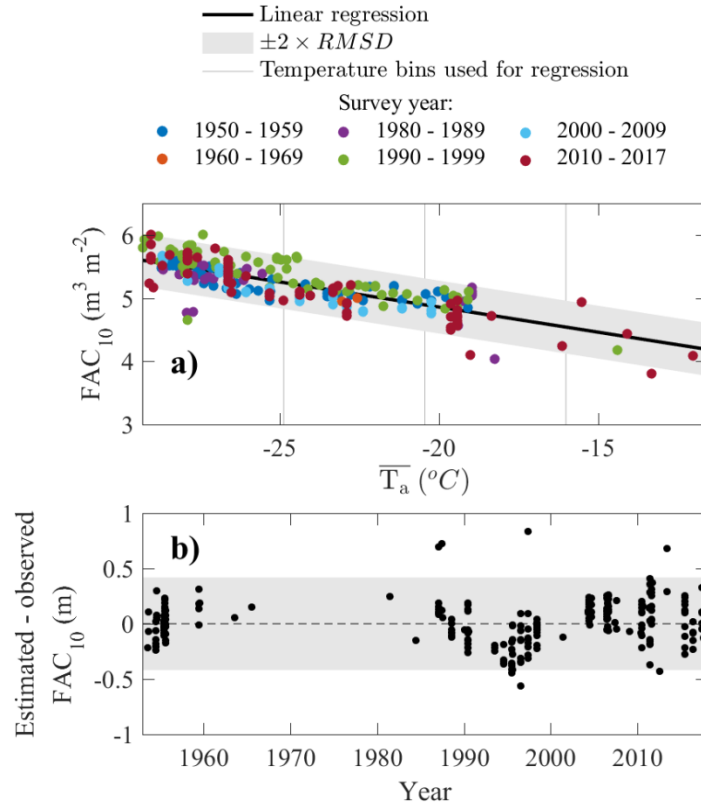 Linear regression
±2 × RMSD
Temperature bins used for regression
Survey year:
1950 - 1959 1980 - 1989 2000 - 2009
1960 - 1969 1990 - 1999 2010 - 2017
6
5
4
3
FAC₁₀ (m³ m⁻²)
a)
-25 -20 -15
T̅ₐ (°C)
1
0.5
0
-0.5
-1
Estimated - observed
FAC₁₀ (m)
b)
1960 1970 1980 1990 2000 2010
Year